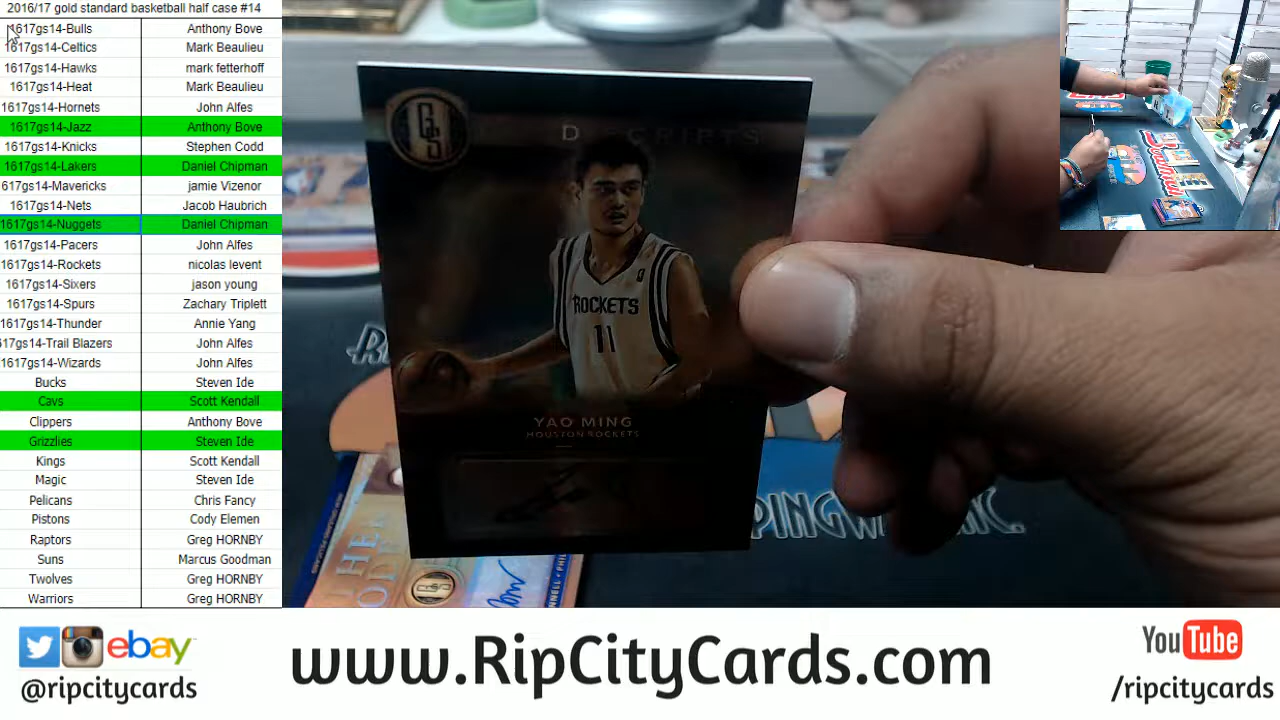 2016/17 gold standard basketball half case #14
1617gs14-Bulls Anthony Bove
1617gs14-Celtics Mark Beaulieu
1617gs14-Hawks mark fetterhoff
1617gs14-Heat Mark Beaulieu
1617gs14-Hornets John Alfes
1617gs14-Jazz Anthony Bove
1617gs14-Knicks Stephen Codd
1617gs14-Lakers Daniel Chipman
617gs14-Mavericks jamie Vizenor
1617gs14-Nets Jacob Haubrich
1617gs14-Nuggets Daniel Chipman
1617gs14-Pacers John Alfes
1617gs14-Rockets nicolas levent
1617gs14-Sixers jason young
1617gs14-Spurs Zachary Triplett
1617gs14-Thunder Annie Yang
17gs14-Trail Blazers John Alfes
1617gs14-Wizards John Alfes
Bucks Steven Ide
Cavs Scott Kendall
Clippers Anthony Bove
Grizzlies Steven Ide
Kings Scott Kendall
Magic Steven Ide
Pelicans Chris Fancy
Pistons Cody Elemen
Raptors Greg HORNBY
Suns Marcus Goodman
Twolves Greg HORNBY
Warriors Greg HORNBY
GS
ROCKETS
11
YAO MING
HOUSTON ROCKETS
ebay
@ripcitycards
www.RipCityCards.com
YouTube
/ripcitycards